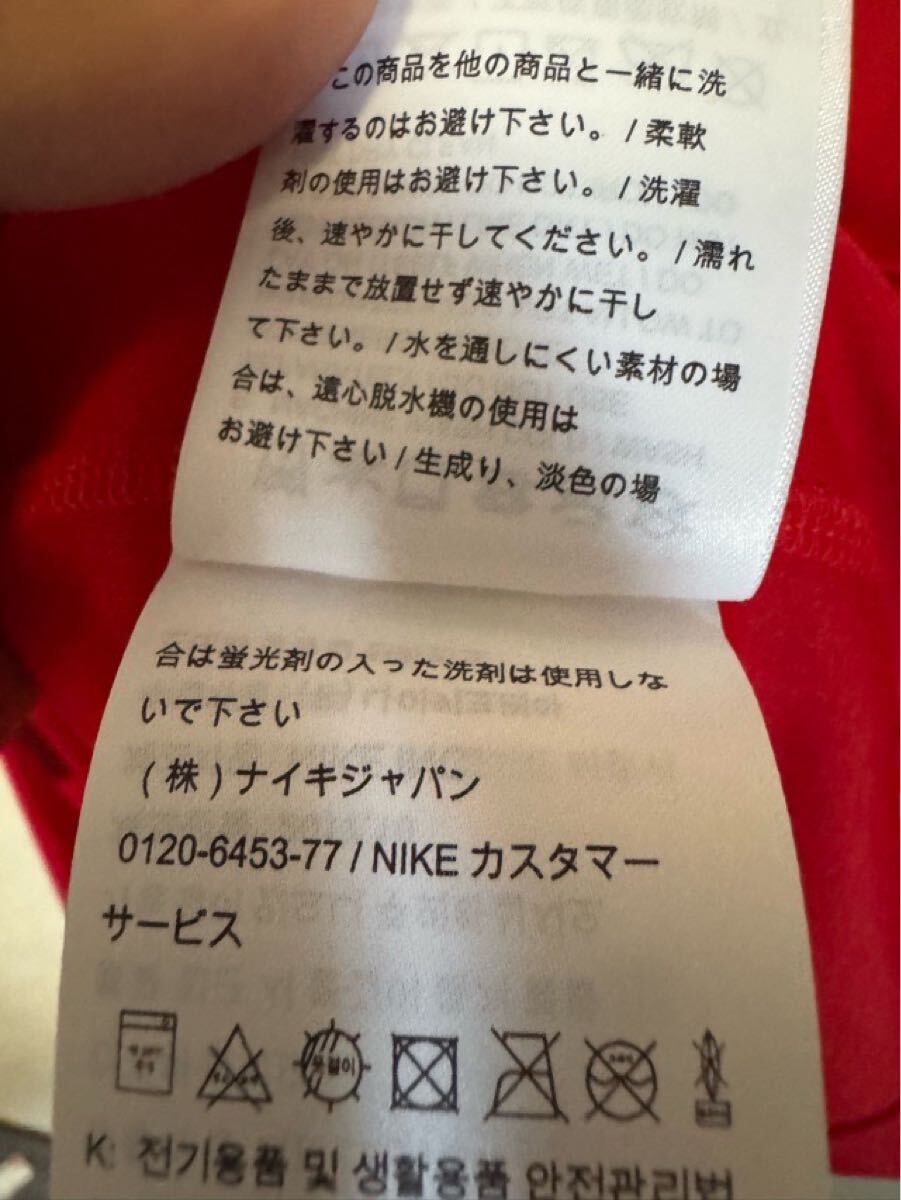 この商品を他の商品と一緒に洗
濯するのはお避け下さい。/ 柔軟
剤の使用はお避け下さい。/ 洗濯
後、速やかに干してください。/ 濡れ
たままで放置せず速やかに干し
て下さい。/ 水を通しにくい素材の場
合は、遠心脱水機の使用は
お避け下さい / 生成り、淡色の場
合は蛍光剤の入った洗剤は使用しな
いで下さい
(株)ナイキジャパン
0120-6453-77 / NIKE カスタマー
サービス
K: 전기용품 및 생활용품 안전관리법